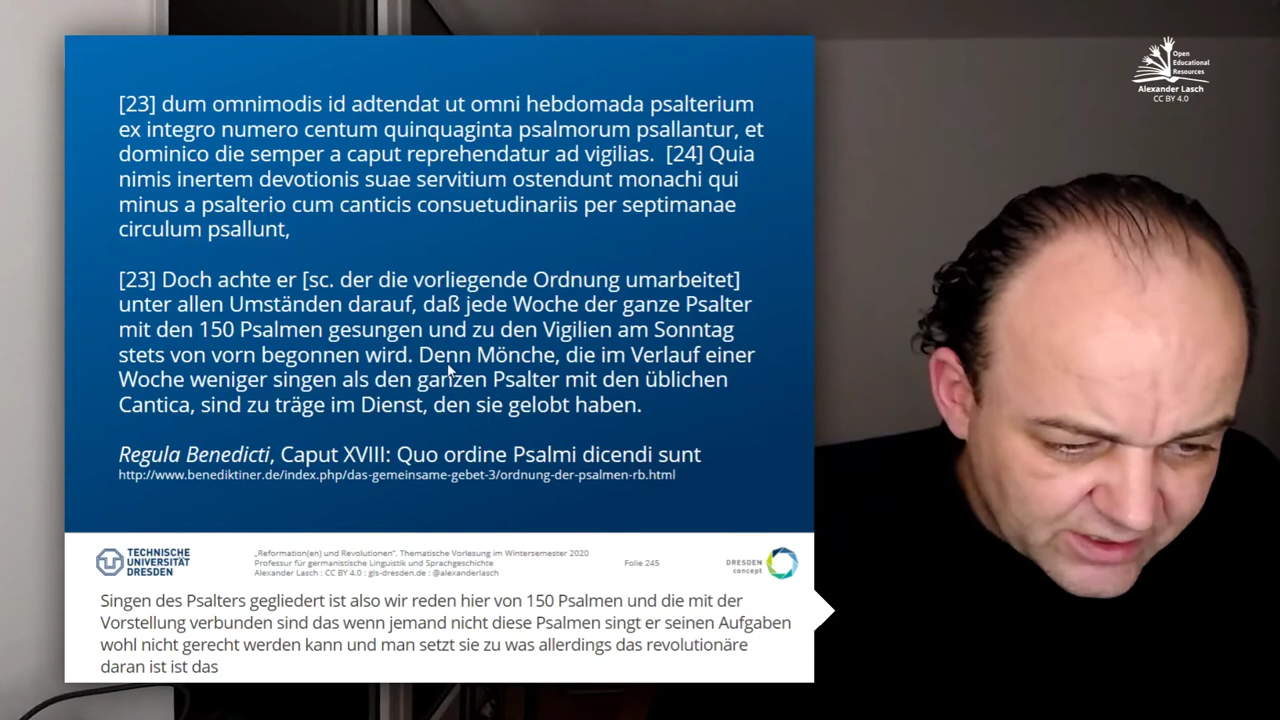 [23] dum omnimodis id adtendat ut omni hebdomada psalterium
ex integro numero centum quinquaginta psalmorum psallantur, et
dominico die semper a caput reprehendatur ad vigilias. [24] Quia
nimis inertem devotionis suae servitium ostendunt monachi qui
minus a psalterio cum canticis consuetudinariis per septimanae
circulum psallunt,
[23] Doch achte er [sc. der die vorliegende Ordnung umarbeitet]
unter allen Umständen darauf, daß jede Woche der ganze Psalter
mit den 150 Psalmen gesungen und zu den Vigilien am Sonntag
stets von vorn begonnen wird. Denn Mönche, die im Verlauf einer
Woche weniger singen als den ganzen Psalter mit den üblichen
Cantica, sind zu träge im Dienst, den sie gelobt haben.
Regula Benedicti, Caput XVIII: Quo ordine Psalmi dicendi sunt
http://www.benediktiner.de/index.php/das-gemeinsame-gebet-3/ordnung-der-psalmen-rb.html
TECHNISCHE
UNIVERSITÄT
DRESDEN
„Reformation(en) und Revolutionen“. Thematische Vorlesung im Wintersemester 2020
Professur für germanistische Linguistik und Sprachgeschichte
Alexander Lasch : CC BY 4.0 : gls-dresden.de : @alexanderlasch
Folie 245
DRESDEN
concept
Singen des Psalters gegliedert ist also wir reden hier von 150 Psalmen und die mit der
Vorstellung verbunden sind das wenn jemand nicht diese Psalmen singt er seinen Aufgaben
wohl nicht gerecht werden kann und man setzt sie zu was allerdings das revolutionäre
daran ist ist das
Open
Educational
Resources
Alexander Lasch
CC BY 4.0